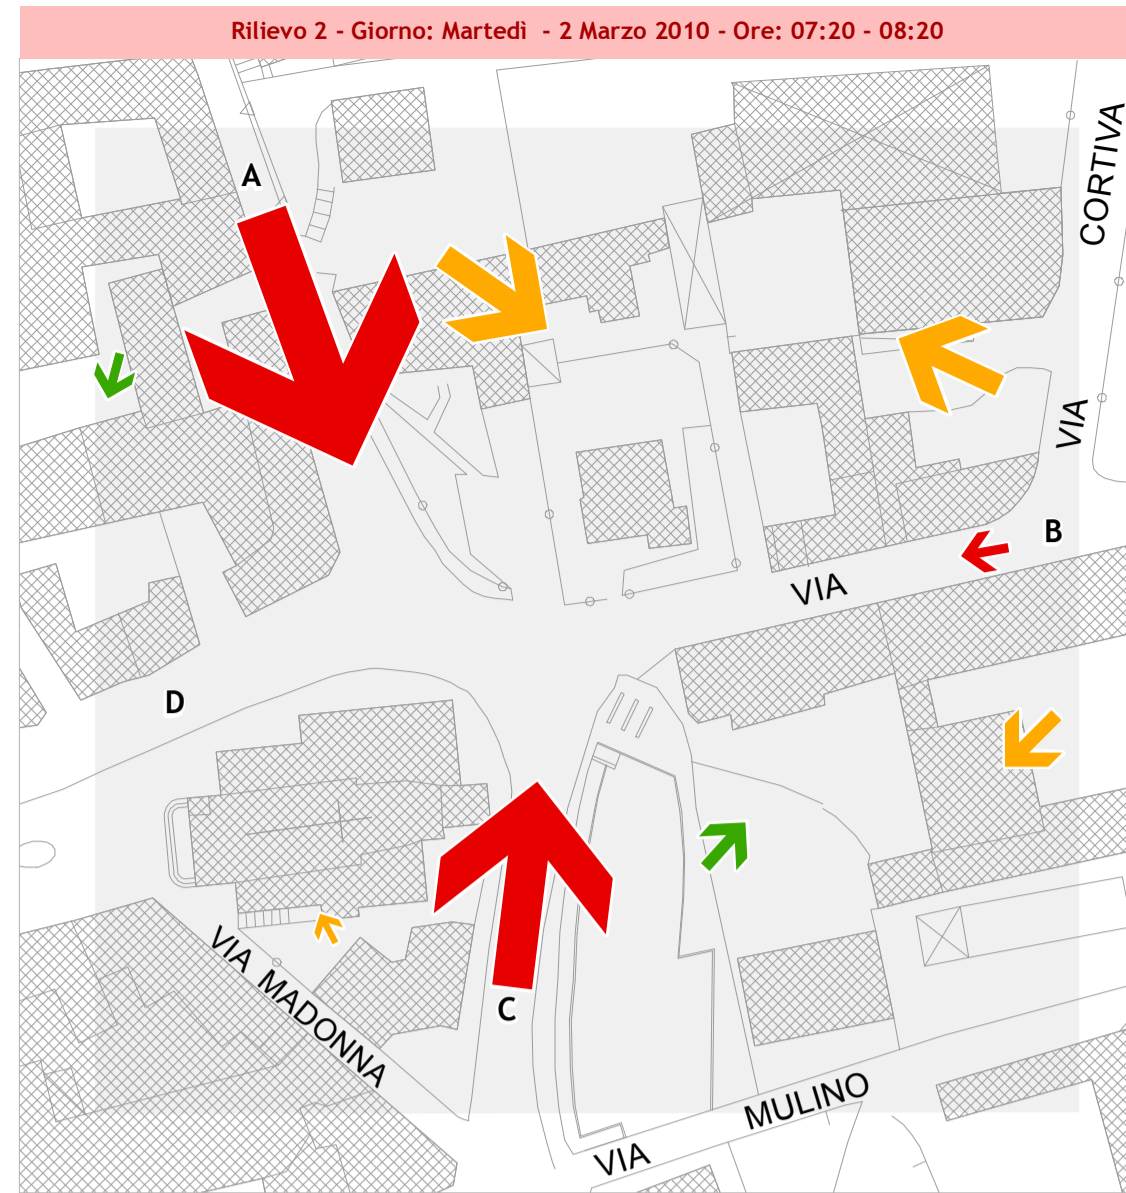 Rilievo 2 - Giorno: Martedì - 2 Marzo 2010 - Ore: 07:20 - 08:20
A
CORTIVA
VIA
B
VIA
D
VIA MADONNA
C
MULINO
VIA